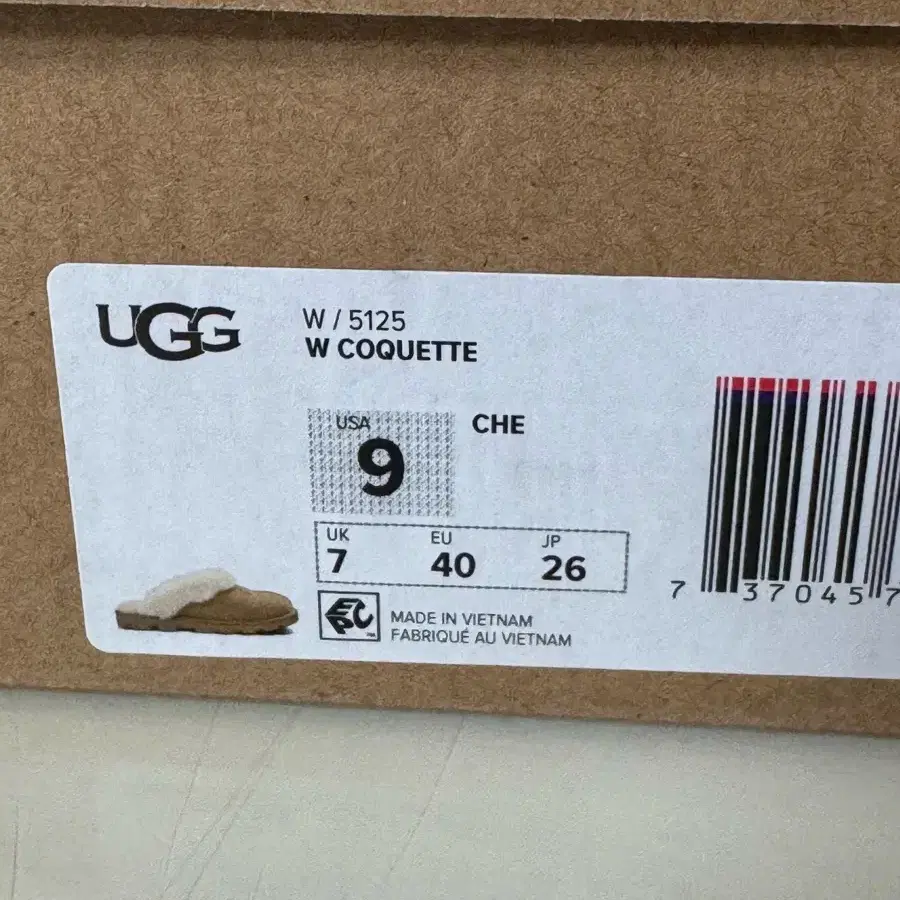 UGG
W / 5125
W COQUETTE
USA
9
CHE
UK EU JP
7 40 26
EPC
MADE IN VIETNAM
FABRIQUÉ AU VIETNAM
7 37045 7